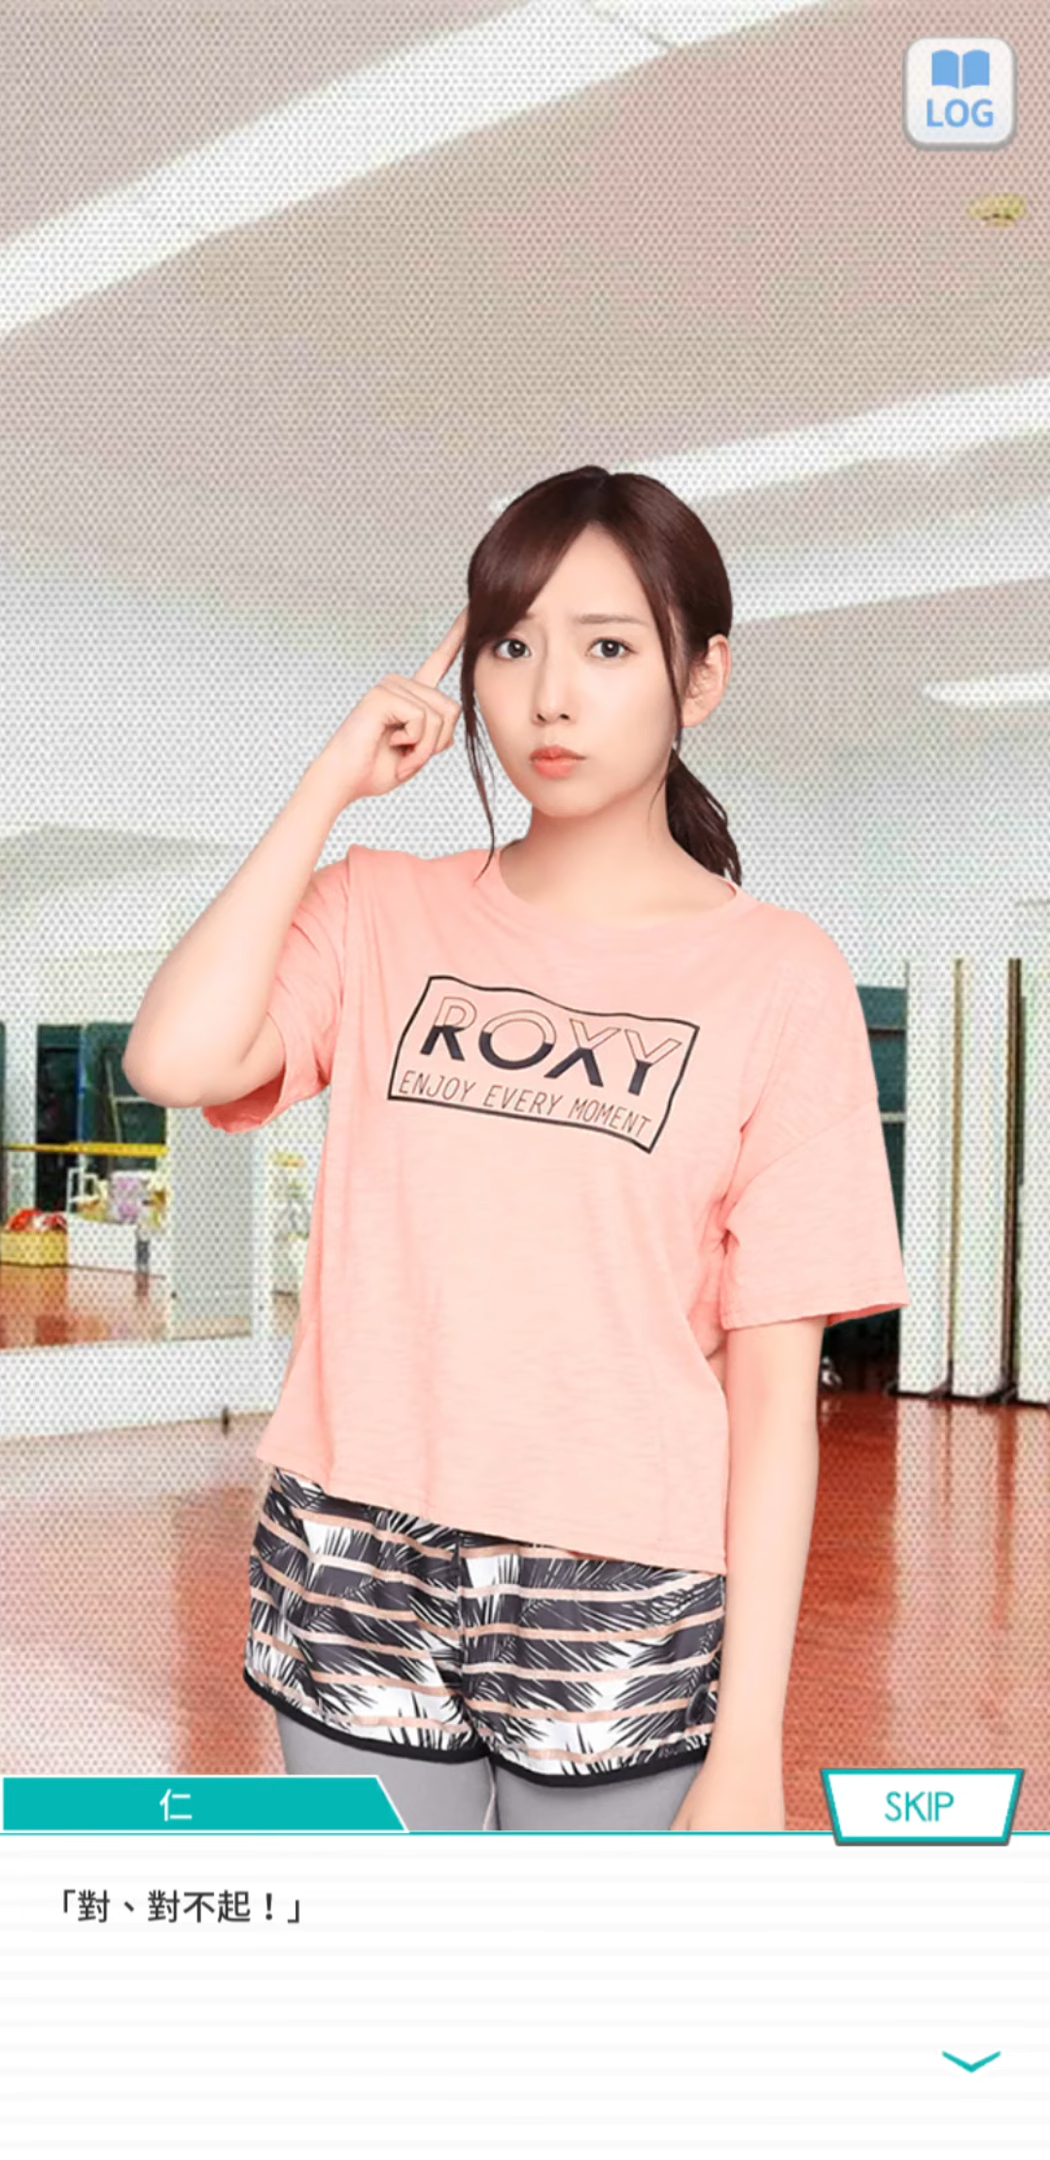 LOG
ROXY
ENJOY EVERY MOMENT
仁
SKIP
「對、對不起！」